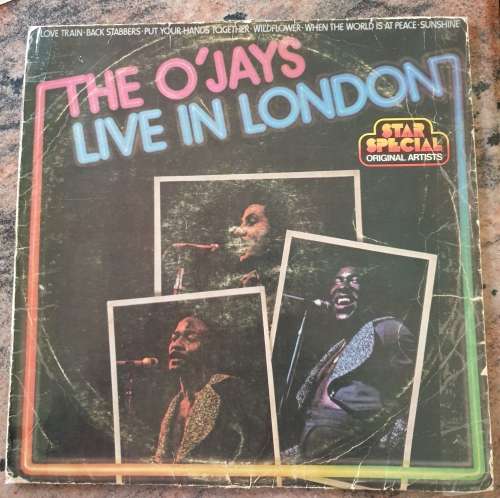 LOVE TRAIN · BACK STABBERS · PUT YOUR HANDS TOGETHER · WILDFLOWER · WHEN THE WORLD IS AT PEACE · SUNSHINE
THE O'JAYS
LIVE IN LONDON
STAR
SPECIAL
ORIGINAL ARTISTS